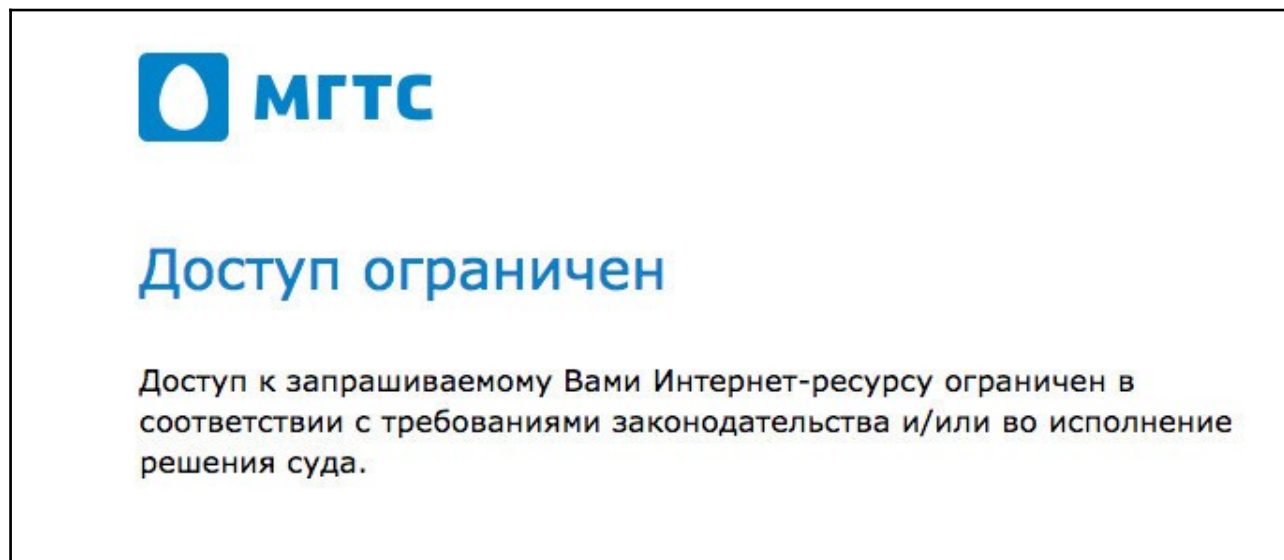 МГТС
Доступ ограничен
Доступ к запрашиваемому Вами Интернет-ресурсу ограничен в
соответствии с требованиями законодательства и/или во исполнение
решения суда.